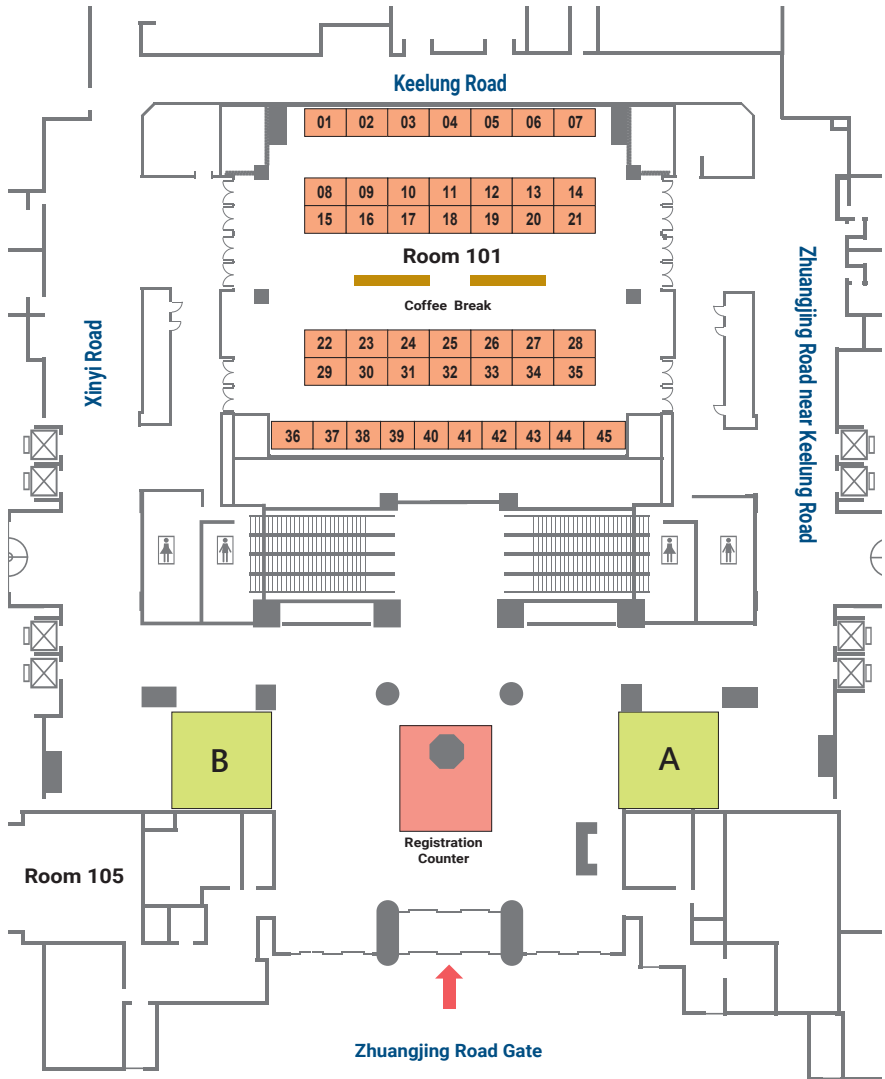 Keelung Road
01 02 03 04 05 06 07
08 09 10 11 12 13 14
15 16 17 18 19 20 21
Room 101
Coffee Break
22 23 24 25 26 27 28
29 30 31 32 33 34 35
36 37 38 39 40 41 42 43 44 45
Xinyi Road
Zhuangjing Road near Keelung Road
B
A
Registration
Counter
Room 105
Zhuangjing Road Gate